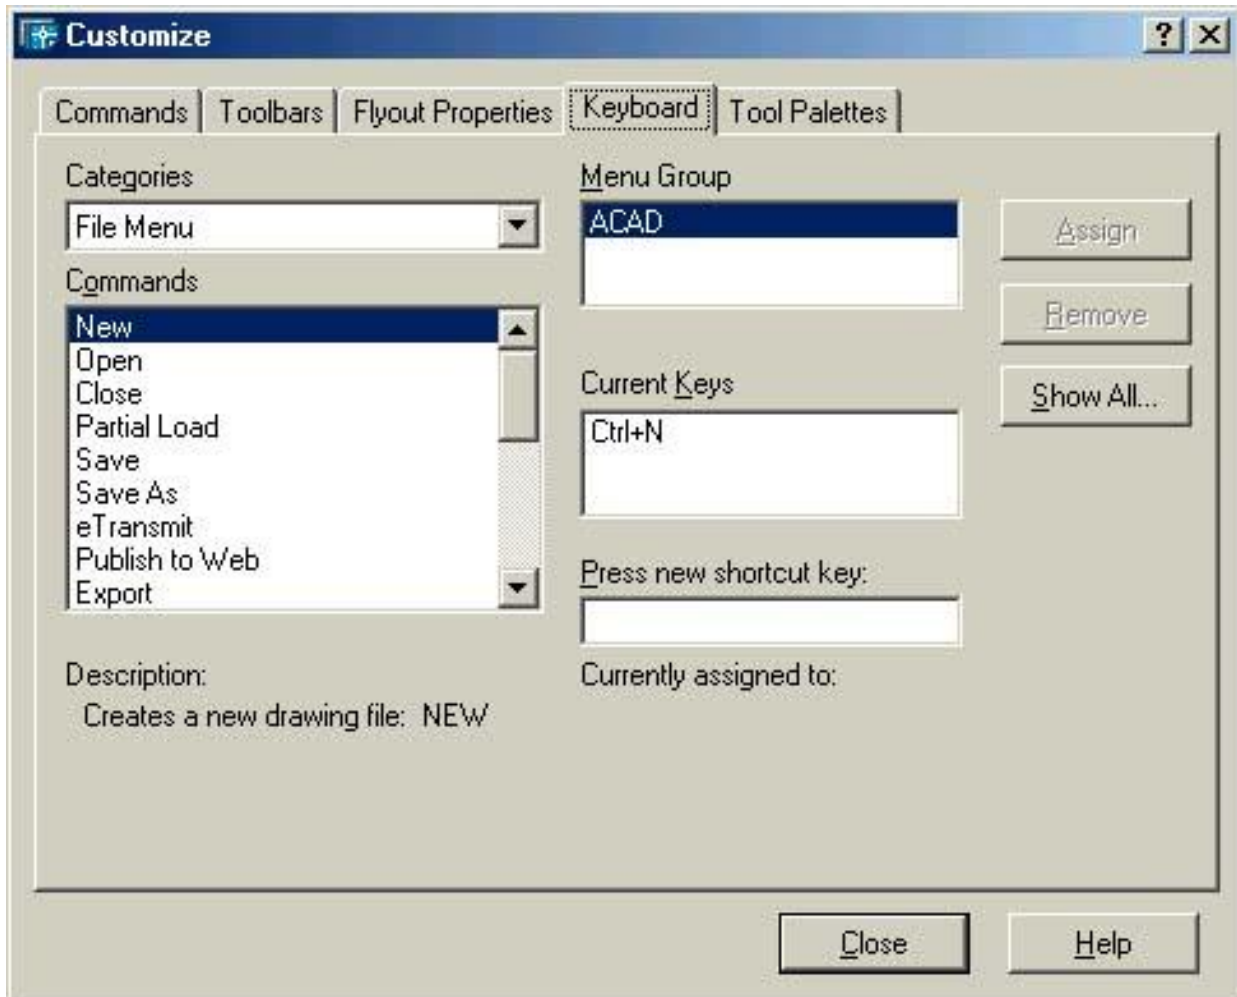 Customize
? X
Commands
Toolbars
Flyout Properties
Keyboard
Tool Palettes
Categories
File Menu
Commands
New
Open
Close
Partial Load
Save
Save As
eTransmit
Publish to Web
Export
Description:
Creates a new drawing file: NEW
Menu Group
ACAD
Current Keys
Ctrl+N
Press new shortcut key:
Currently assigned to:
Assign
Remove
Show All...
Close
Help